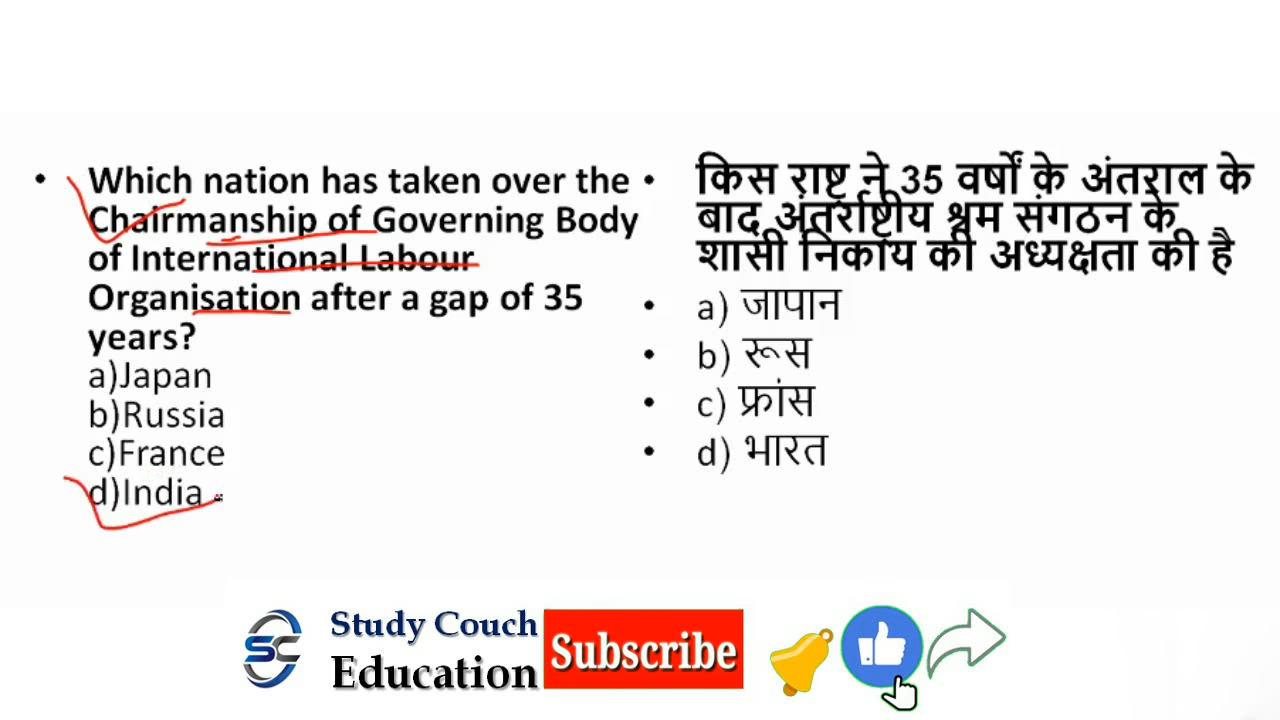 • Which nation has taken over the
Chairmanship of Governing Body
of International Labour
Organisation after a gap of 35
years?
a)Japan
b)Russia
c)France
d)India
• किस राष्ट्र ने 35 वर्षों के अंतराल के
बाद अंतर्राष्ट्रीय श्रम संगठन के
शासी निकाय की अध्यक्षता की है
• a) जापान
• b) रूस
• c) फ्रांस
• d) भारत
SC
Study Couch
Education
Subscribe